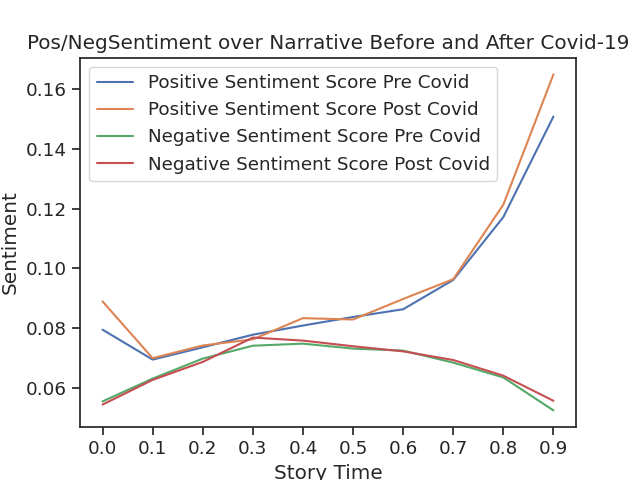 Pos/NegSentiment over Narrative Before and After Covid-19
Positive Sentiment Score Pre Covid
Positive Sentiment Score Post Covid
Negative Sentiment Score Pre Covid
Negative Sentiment Score Post Covid
Sentiment
0.16
0.14
0.12
0.10
0.08
0.06
0.0 0.1 0.2 0.3 0.4 0.5 0.6 0.7 0.8 0.9
Story Time